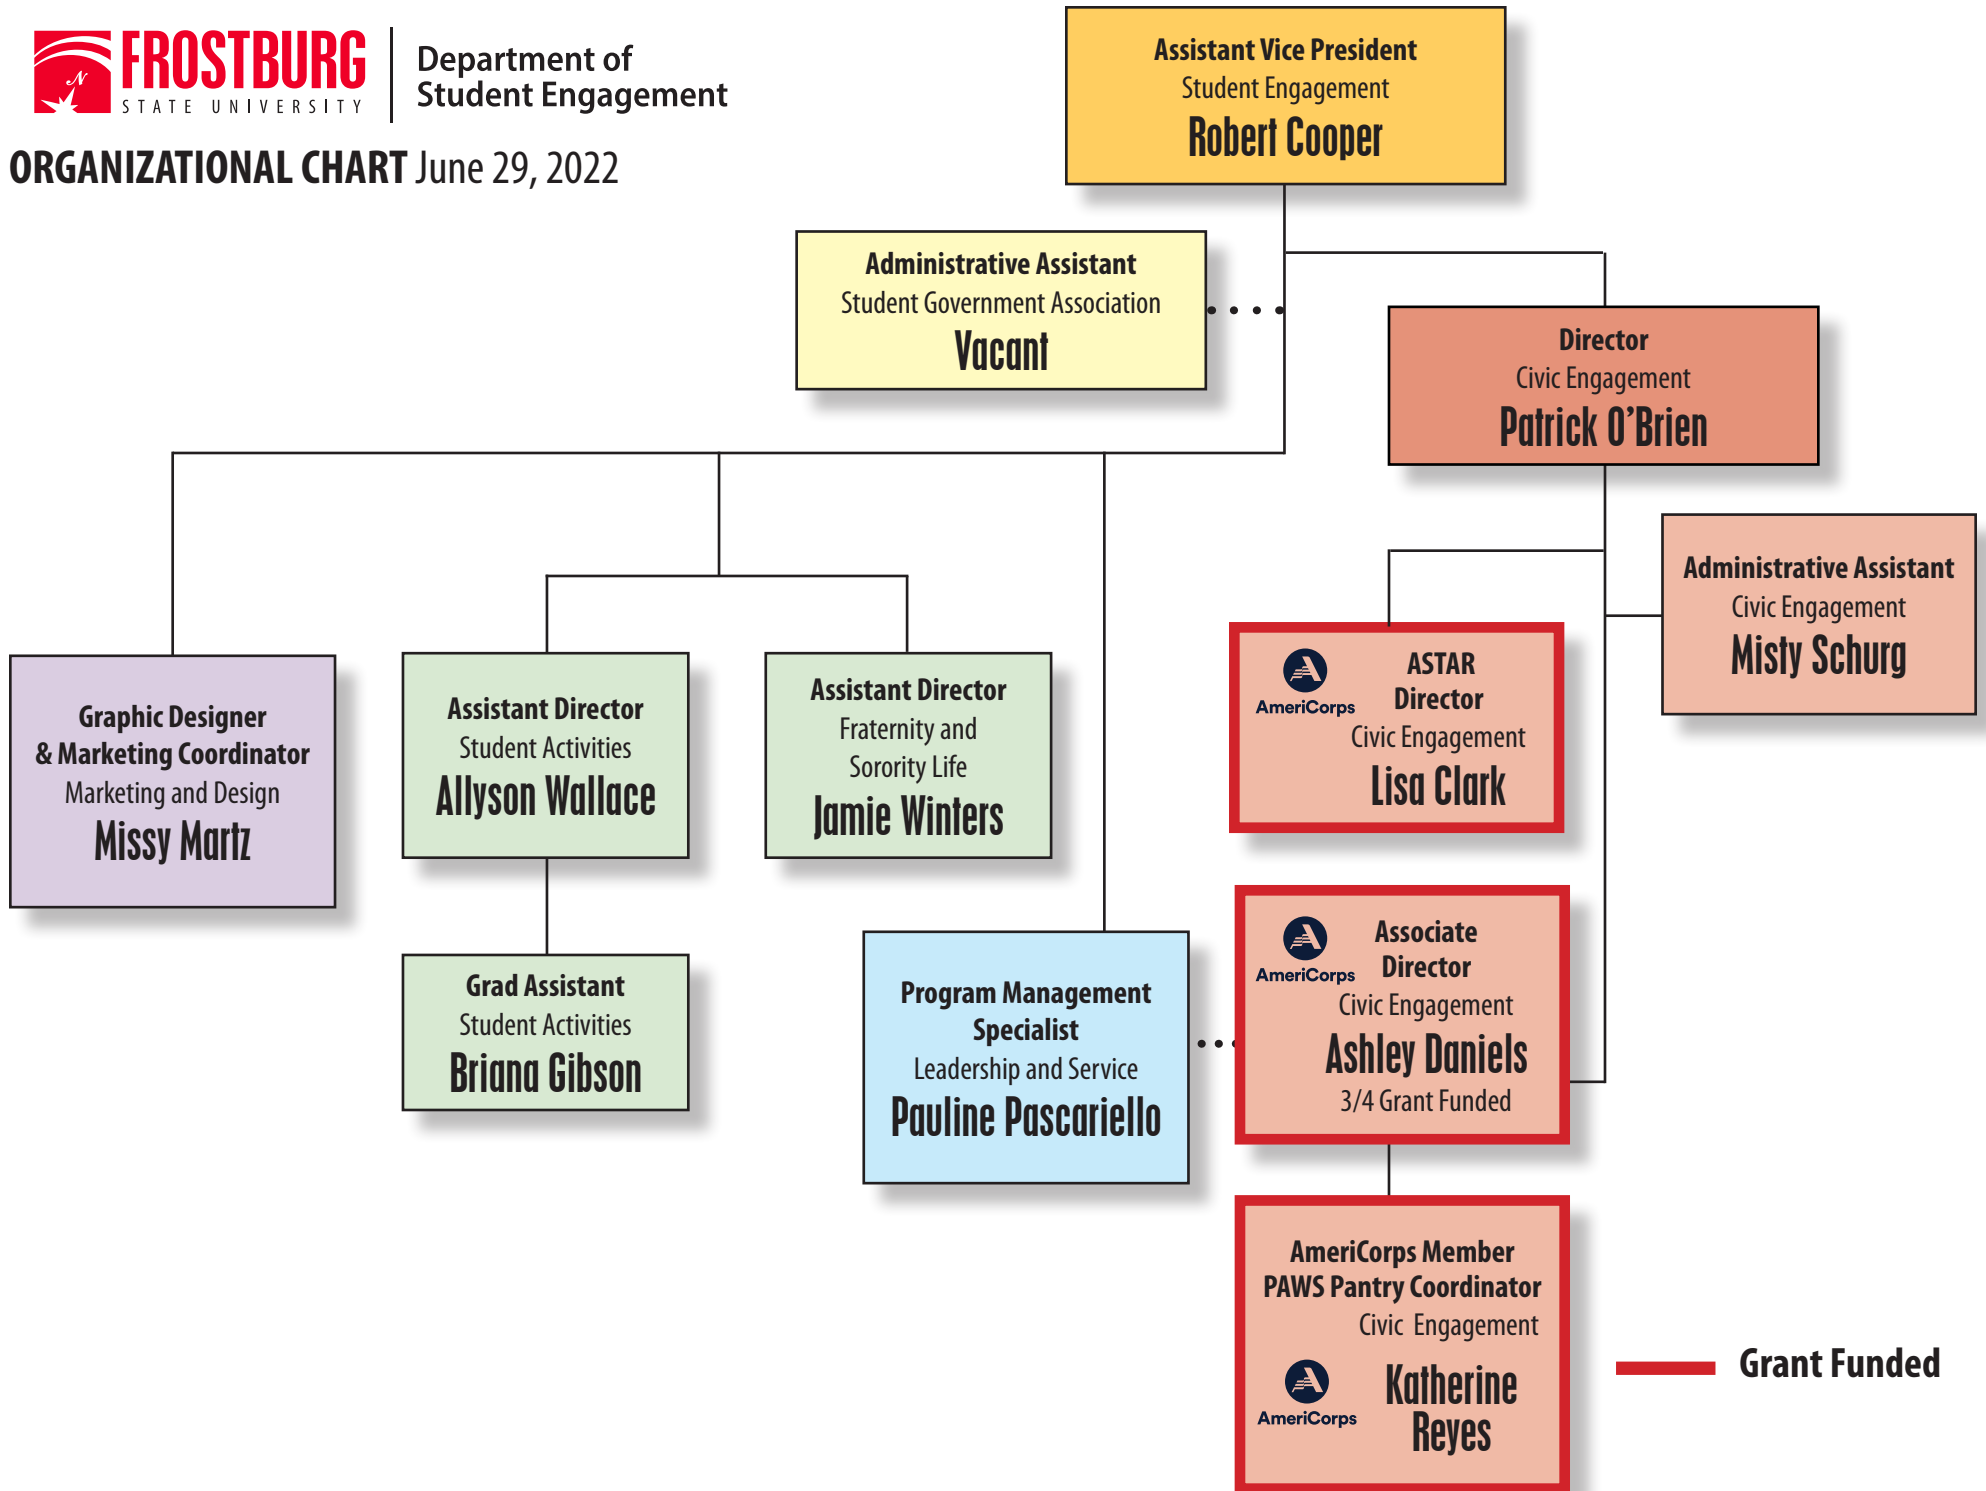 FROSTBURG
STATE UNIVERSITY
Department of
Student Engagement
ORGANIZATIONAL CHART June 29, 2022
Assistant Vice President
Student Engagement
Robert Cooper
Administrative Assistant
Student Government Association
Vacant
Director
Civic Engagement
Patrick O’Brien
Administrative Assistant
Civic Engagement
Misty Schurg
Graphic Designer
& Marketing Coordinator
Marketing and Design
Missy Martz
Assistant Director
Student Activities
Allyson Wallace
Assistant Director
Fraternity and
Sorority Life
Jamie Winters
AmeriCorps
ASTAR
Director
Civic Engagement
Lisa Clark
Grad Assistant
Student Activities
Briana Gibson
Program Management
Specialist
Leadership and Service
Pauline Pascariello
AmeriCorps
Associate
Director
Civic Engagement
Ashley Daniels
3/4 Grant Funded
AmeriCorps Member
PAWS Pantry Coordinator
Civic Engagement
AmeriCorps
Katherine
Reyes
Grant Funded